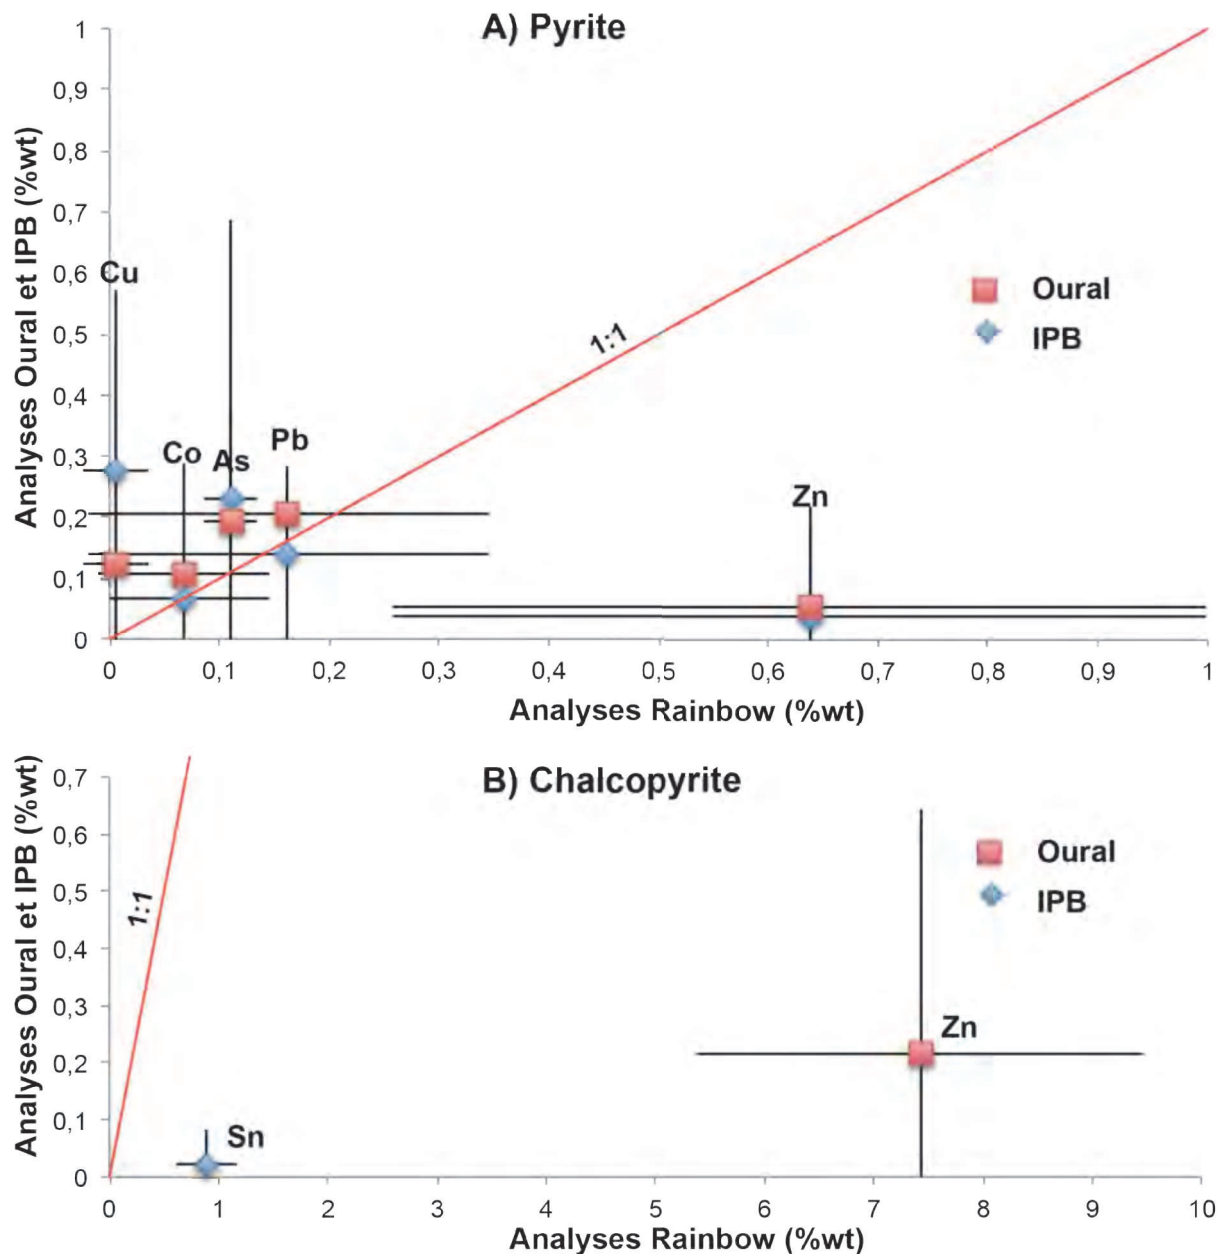 A) Pyrite
Analyses Oural et IPB (%wt)
1
0,9
0,8
0,7
0,6
0,5
0,4
0,3
0,2
0,1
0
Cu
Co
As
Pb
Zn
1:1
Oural
IPB
0
0,1
0,2
0,3
0,4
0,5
0,6
0,7
0,8
0,9
1
Analyses Rainbow (%wt)
B) Chalcopyrite
Analyses Oural et IPB (%wt)
0,7
0,6
0,5
0,4
0,3
0,2
0,1
0
1:1
Sn
Zn
Oural
IPB
0
1
2
3
4
5
6
7
8
9
10
Analyses Rainbow (%wt)